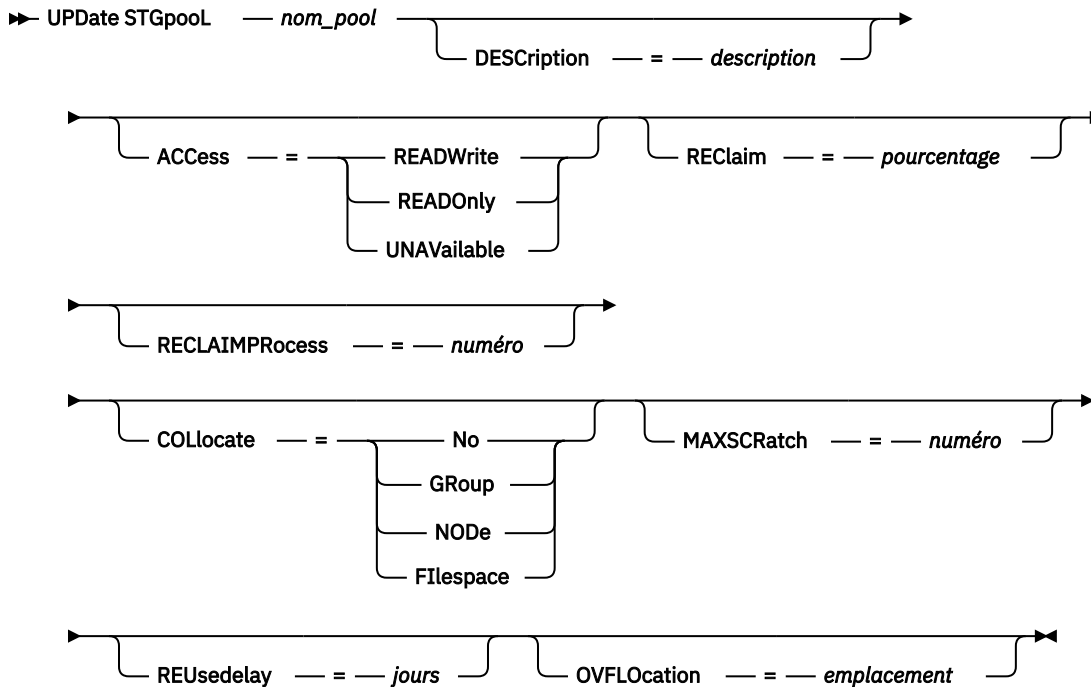 UPDate STGpooL nom_pool
DESCription = description
ACCess = READWrite
READOnly
UNAVailable
REClaim = pourcentage
RECLAIMPRocess = numéro
COLlocate = No
GRoup
NODe
FIlespace
MAXSCRatch = numéro
REUsedelay = jours
OVFLOcation = emplacement